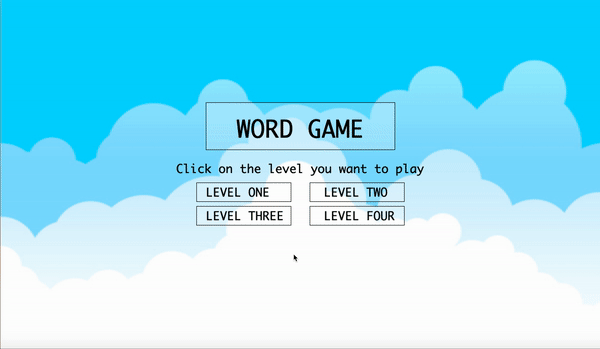 WORD GAME
Click on the level you want to play
LEVEL ONE LEVEL TWO
LEVEL THREE LEVEL FOUR